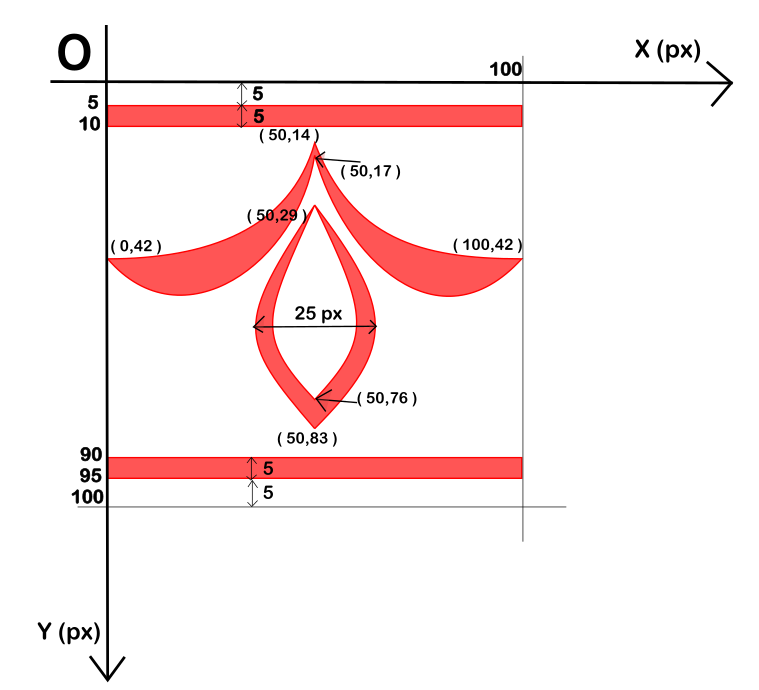 O
X (px)
100
5
5
10
5
( 50,14 )
( 50,17 )
( 50,29 )
( 0,42 )
( 100,42 )
25 px
( 50,76 )
( 50,83 )
90
5
95
5
100
Y (px)